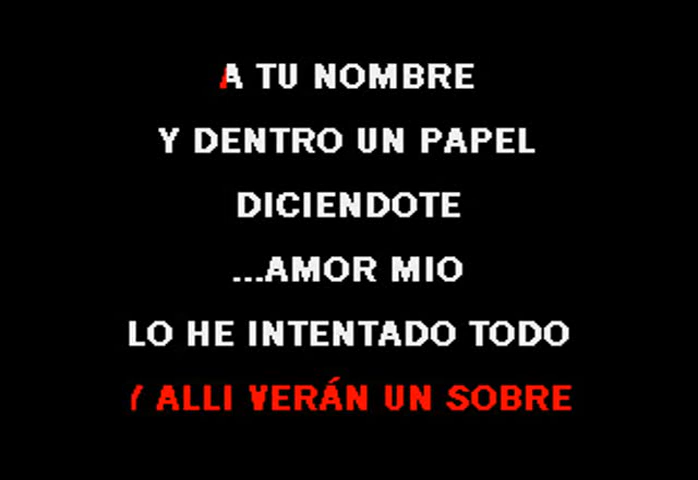 A TU NOMBRE
Y DENTRO UN PAPEL
DICIENDOTE
...AMOR MIO
LO HE INTENTADO TODO
Y ALLI VERÁN UN SOBRE